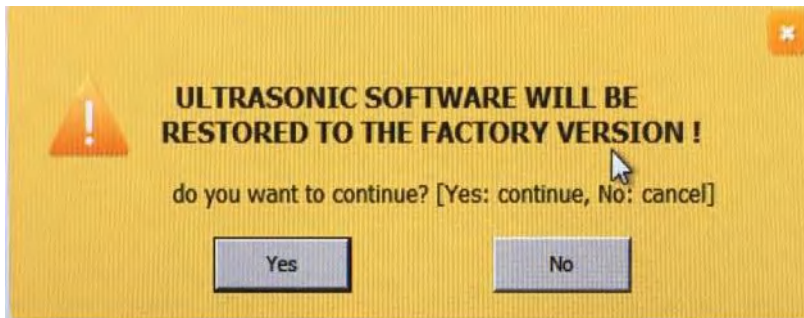 ULTRASONIC SOFTWARE WILL BE
RESTORED TO THE FACTORY VERSION !
do you want to continue? [Yes: continue, No: cancel]
Yes
No